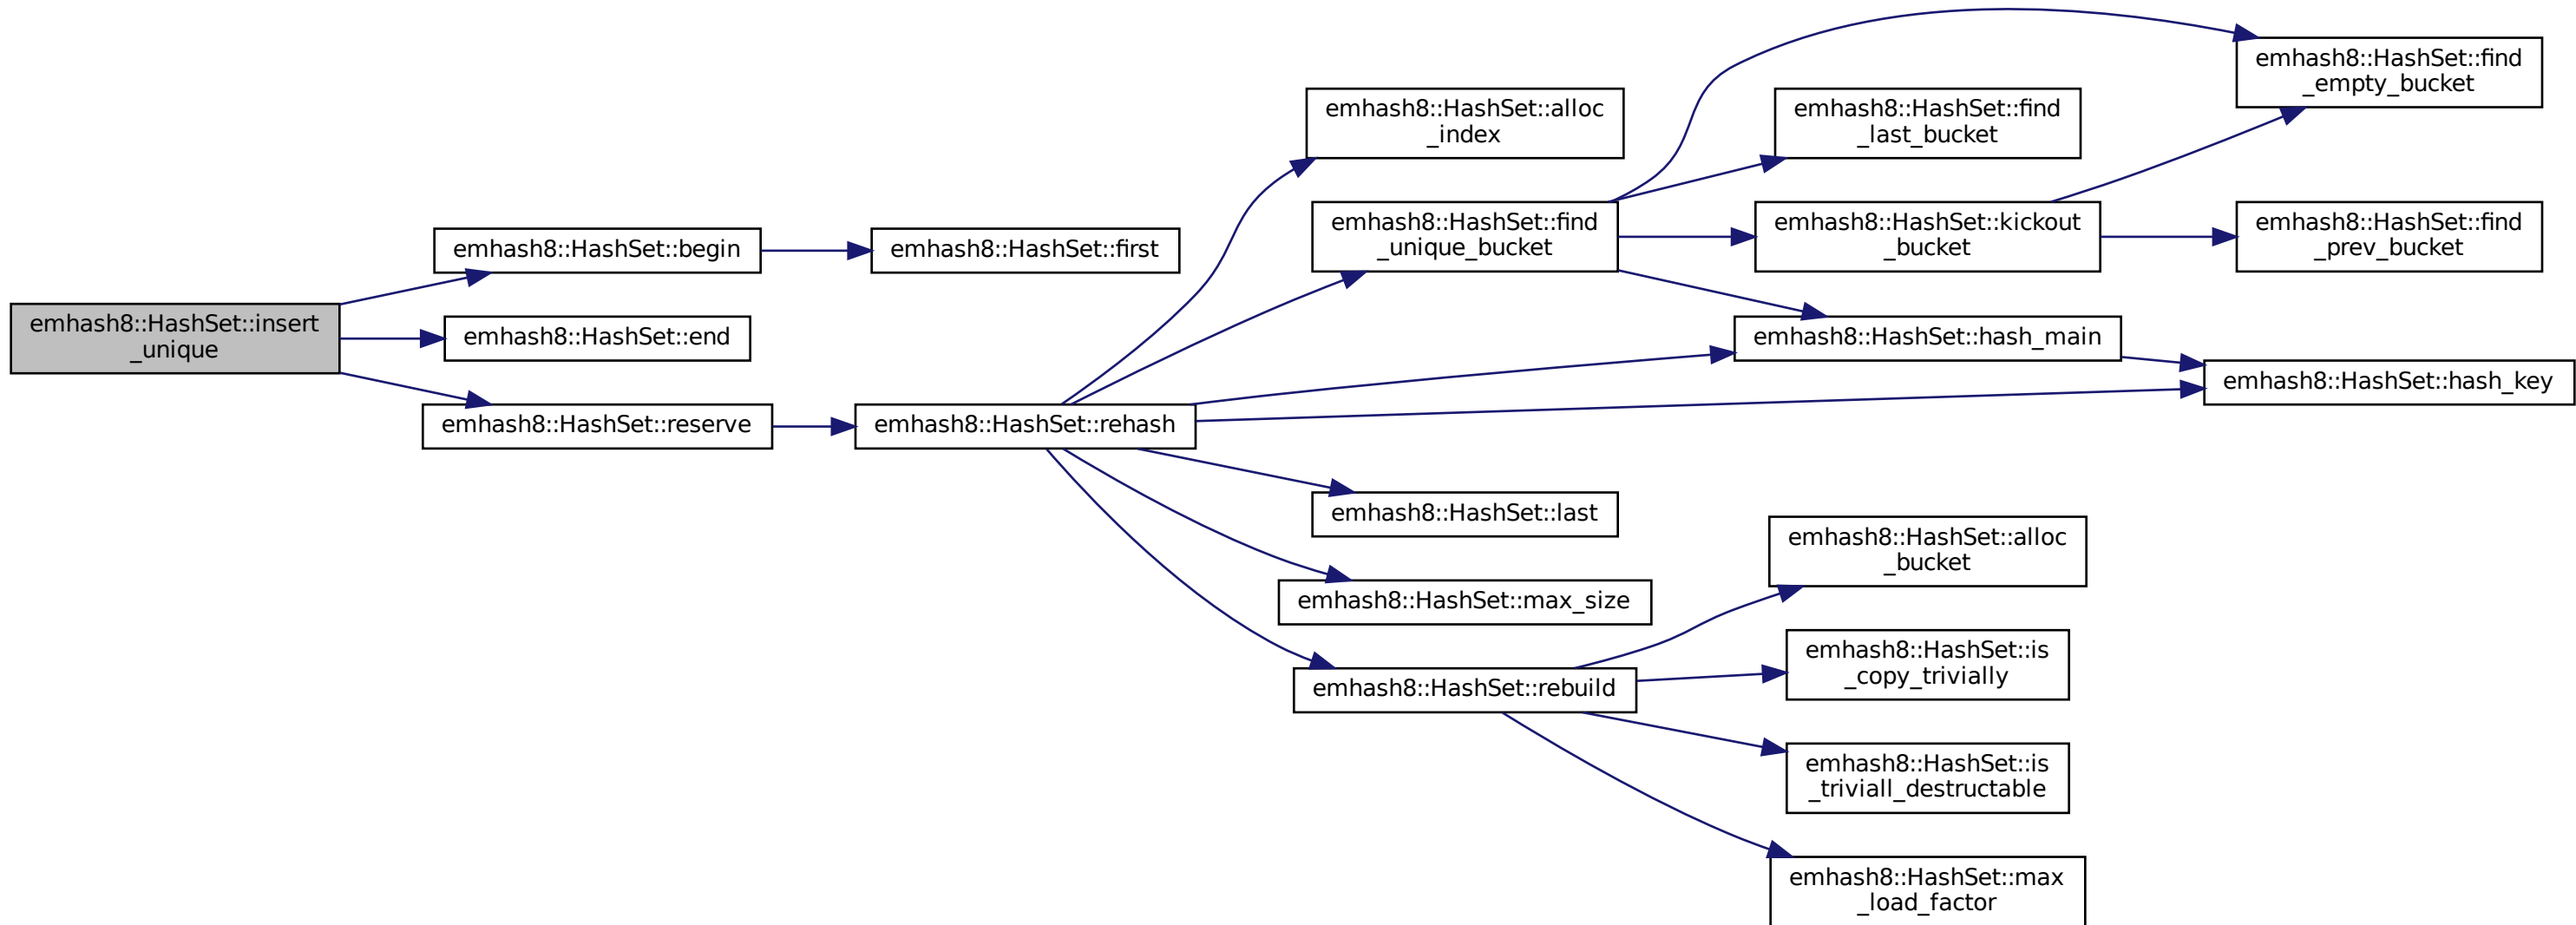 emhash8::HashSet::insert
_unique
emhash8::HashSet::begin
emhash8::HashSet::end
emhash8::HashSet::reserve
emhash8::HashSet::first
emhash8::HashSet::rehash
emhash8::HashSet::alloc
_index
emhash8::HashSet::find
_unique_bucket
emhash8::HashSet::last
emhash8::HashSet::max_size
emhash8::HashSet::rebuild
emhash8::HashSet::find
_last_bucket
emhash8::HashSet::kickout
_bucket
emhash8::HashSet::hash_main
emhash8::HashSet::alloc
_bucket
emhash8::HashSet::is
_copy_trivially
emhash8::HashSet::is
_triviall_destructable
emhash8::HashSet::max
_load_factor
emhash8::HashSet::find
_empty_bucket
emhash8::HashSet::find
_prev_bucket
emhash8::HashSet::hash_key